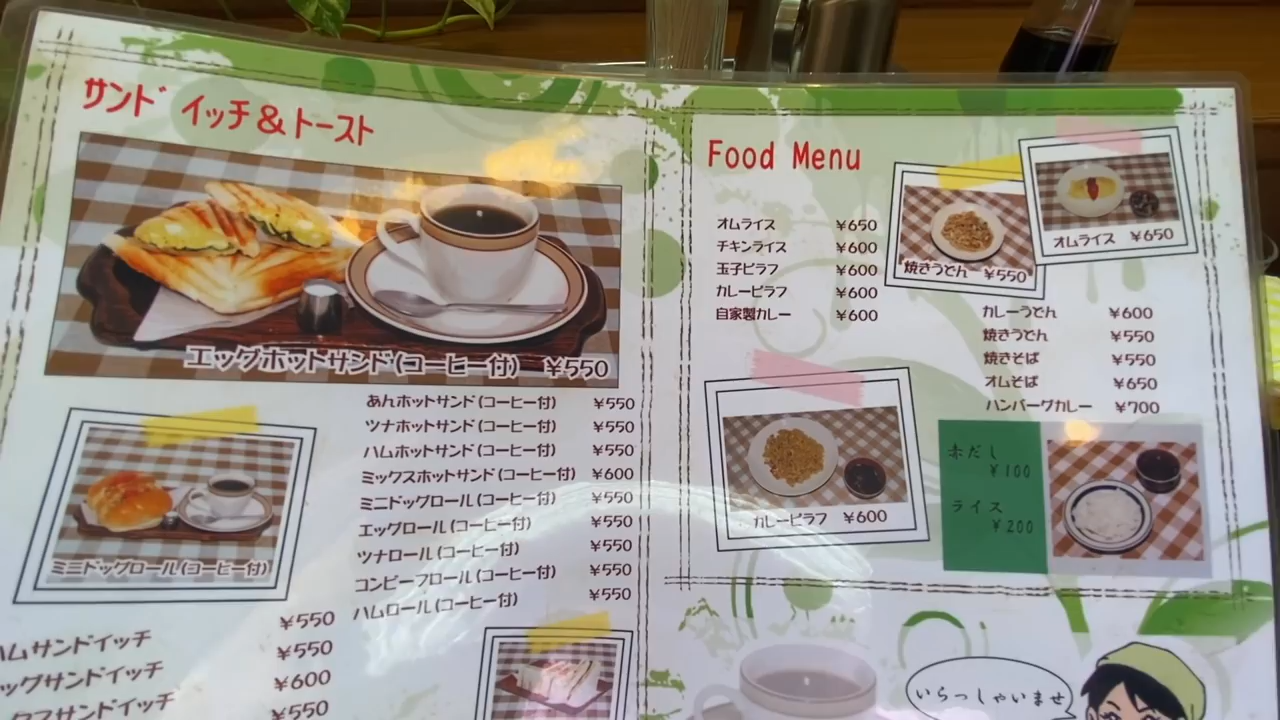 サンドイッチ&トースト
エッグホットサンド(コーヒー付) ¥550
あんホットサンド(コーヒー付) ¥550
ツナホットサンド(コーヒー付) ¥550
ハムホットサンド(コーヒー付) ¥550
ミックスホットサンド(コーヒー付) ¥600
ミニドッグロール(コーヒー付) ¥550
エッグロール(コーヒー付) ¥550
ツナロール(コーヒー付) ¥550
コンビーフロール(コーヒー付) ¥550
ハムロール(コーヒー付) ¥550
ミニドッグロール(コーヒー付)
¥550
ハムサンドイッチ ¥550
ッグサンドイッチ ¥600
クスサンドイッチ ¥550
Food Menu
オムライス ¥650
チキンライス ¥600
玉子ピラフ ¥600
カレーピラフ ¥600
自家製カレー ¥600
焼きうどん ¥550
オムライス ¥650
カレーうどん ¥600
焼きうどん ¥550
焼きそば ¥550
オムそば ¥650
ハンバーグカレー ¥700
カレーピラフ ¥600
赤だし
¥100
ライス
¥200
いらっしゃいませ